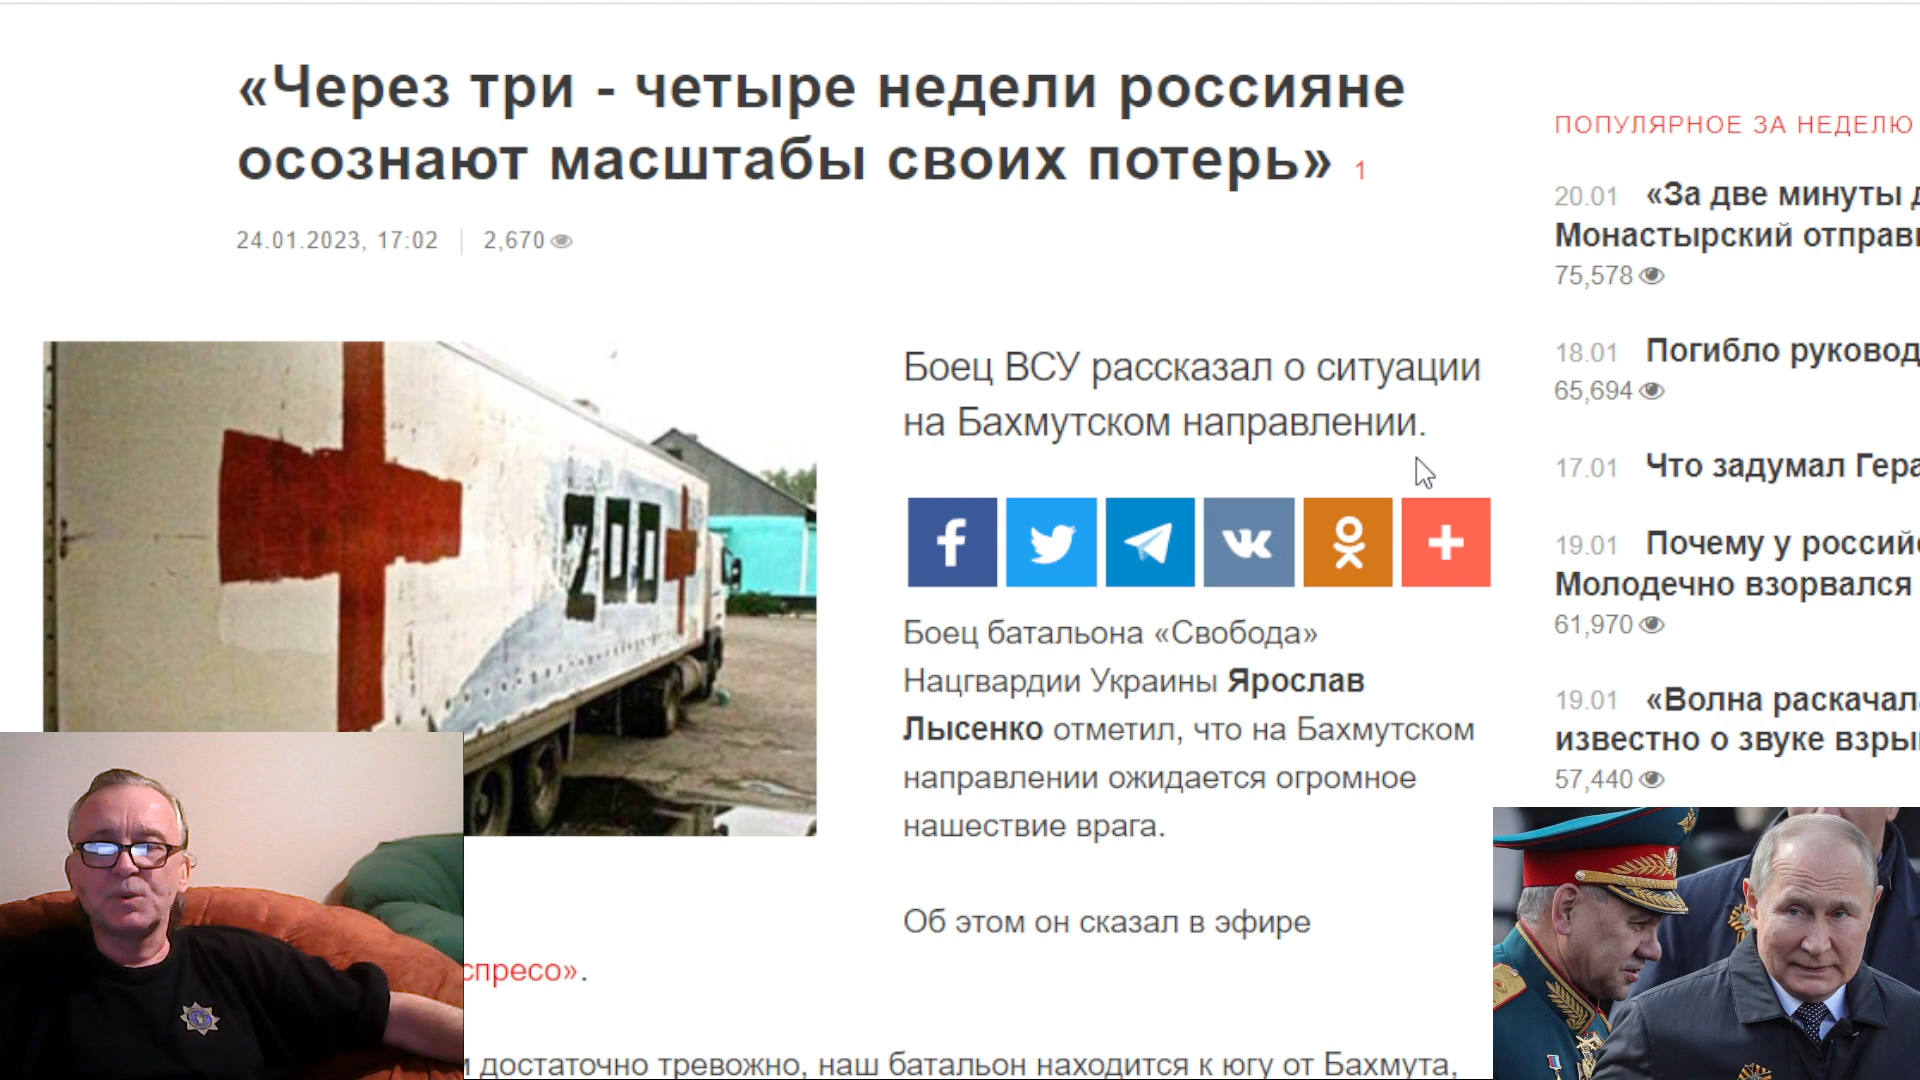 «Через три - четыре недели россияне
осознают масштабы своих потерь» 1
24.01.2023, 17:02 2,670
200
Боец ВСУ рассказал о ситуации
на Бахмутском направлении.
Боец батальона «Свобода»
Нацгвардии Украины Ярослав
Лысенко отметил, что на Бахмутском
направлении ожидается огромное
нашествие врага.
Об этом он сказал в эфире
спресо».
достаточно тревожно, наш батальон находится к югу от Бахмута,
ПОПУЛЯРНОЕ ЗА НЕДЕЛЮ
20.01 «За две минуты
Монастырский отправ
75,578
18.01 Погибло руковод
65,694
17.01 Что задумал Гера
19.01 Почему у россий
Молодечно взорвался
61,970
19.01 «Волна раскачал
известно о звуке взры
57,440